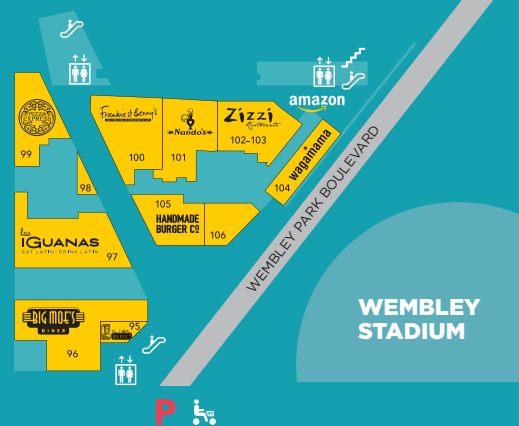 PIZZA
EXPRESS
99
98
Frankie & Benny's
100
Nando's
101
Zizzi
Ristorante
102–103
amazon
wagamama
104
105
HANDMADE
BURGER Co
106
las
IGUANAS
EAT LATIN | DRINK LATIN
97
BIG MOE'S
DINER
96
95
WEMBLEY PARK BOULEVARD
WEMBLEY
STADIUM
P